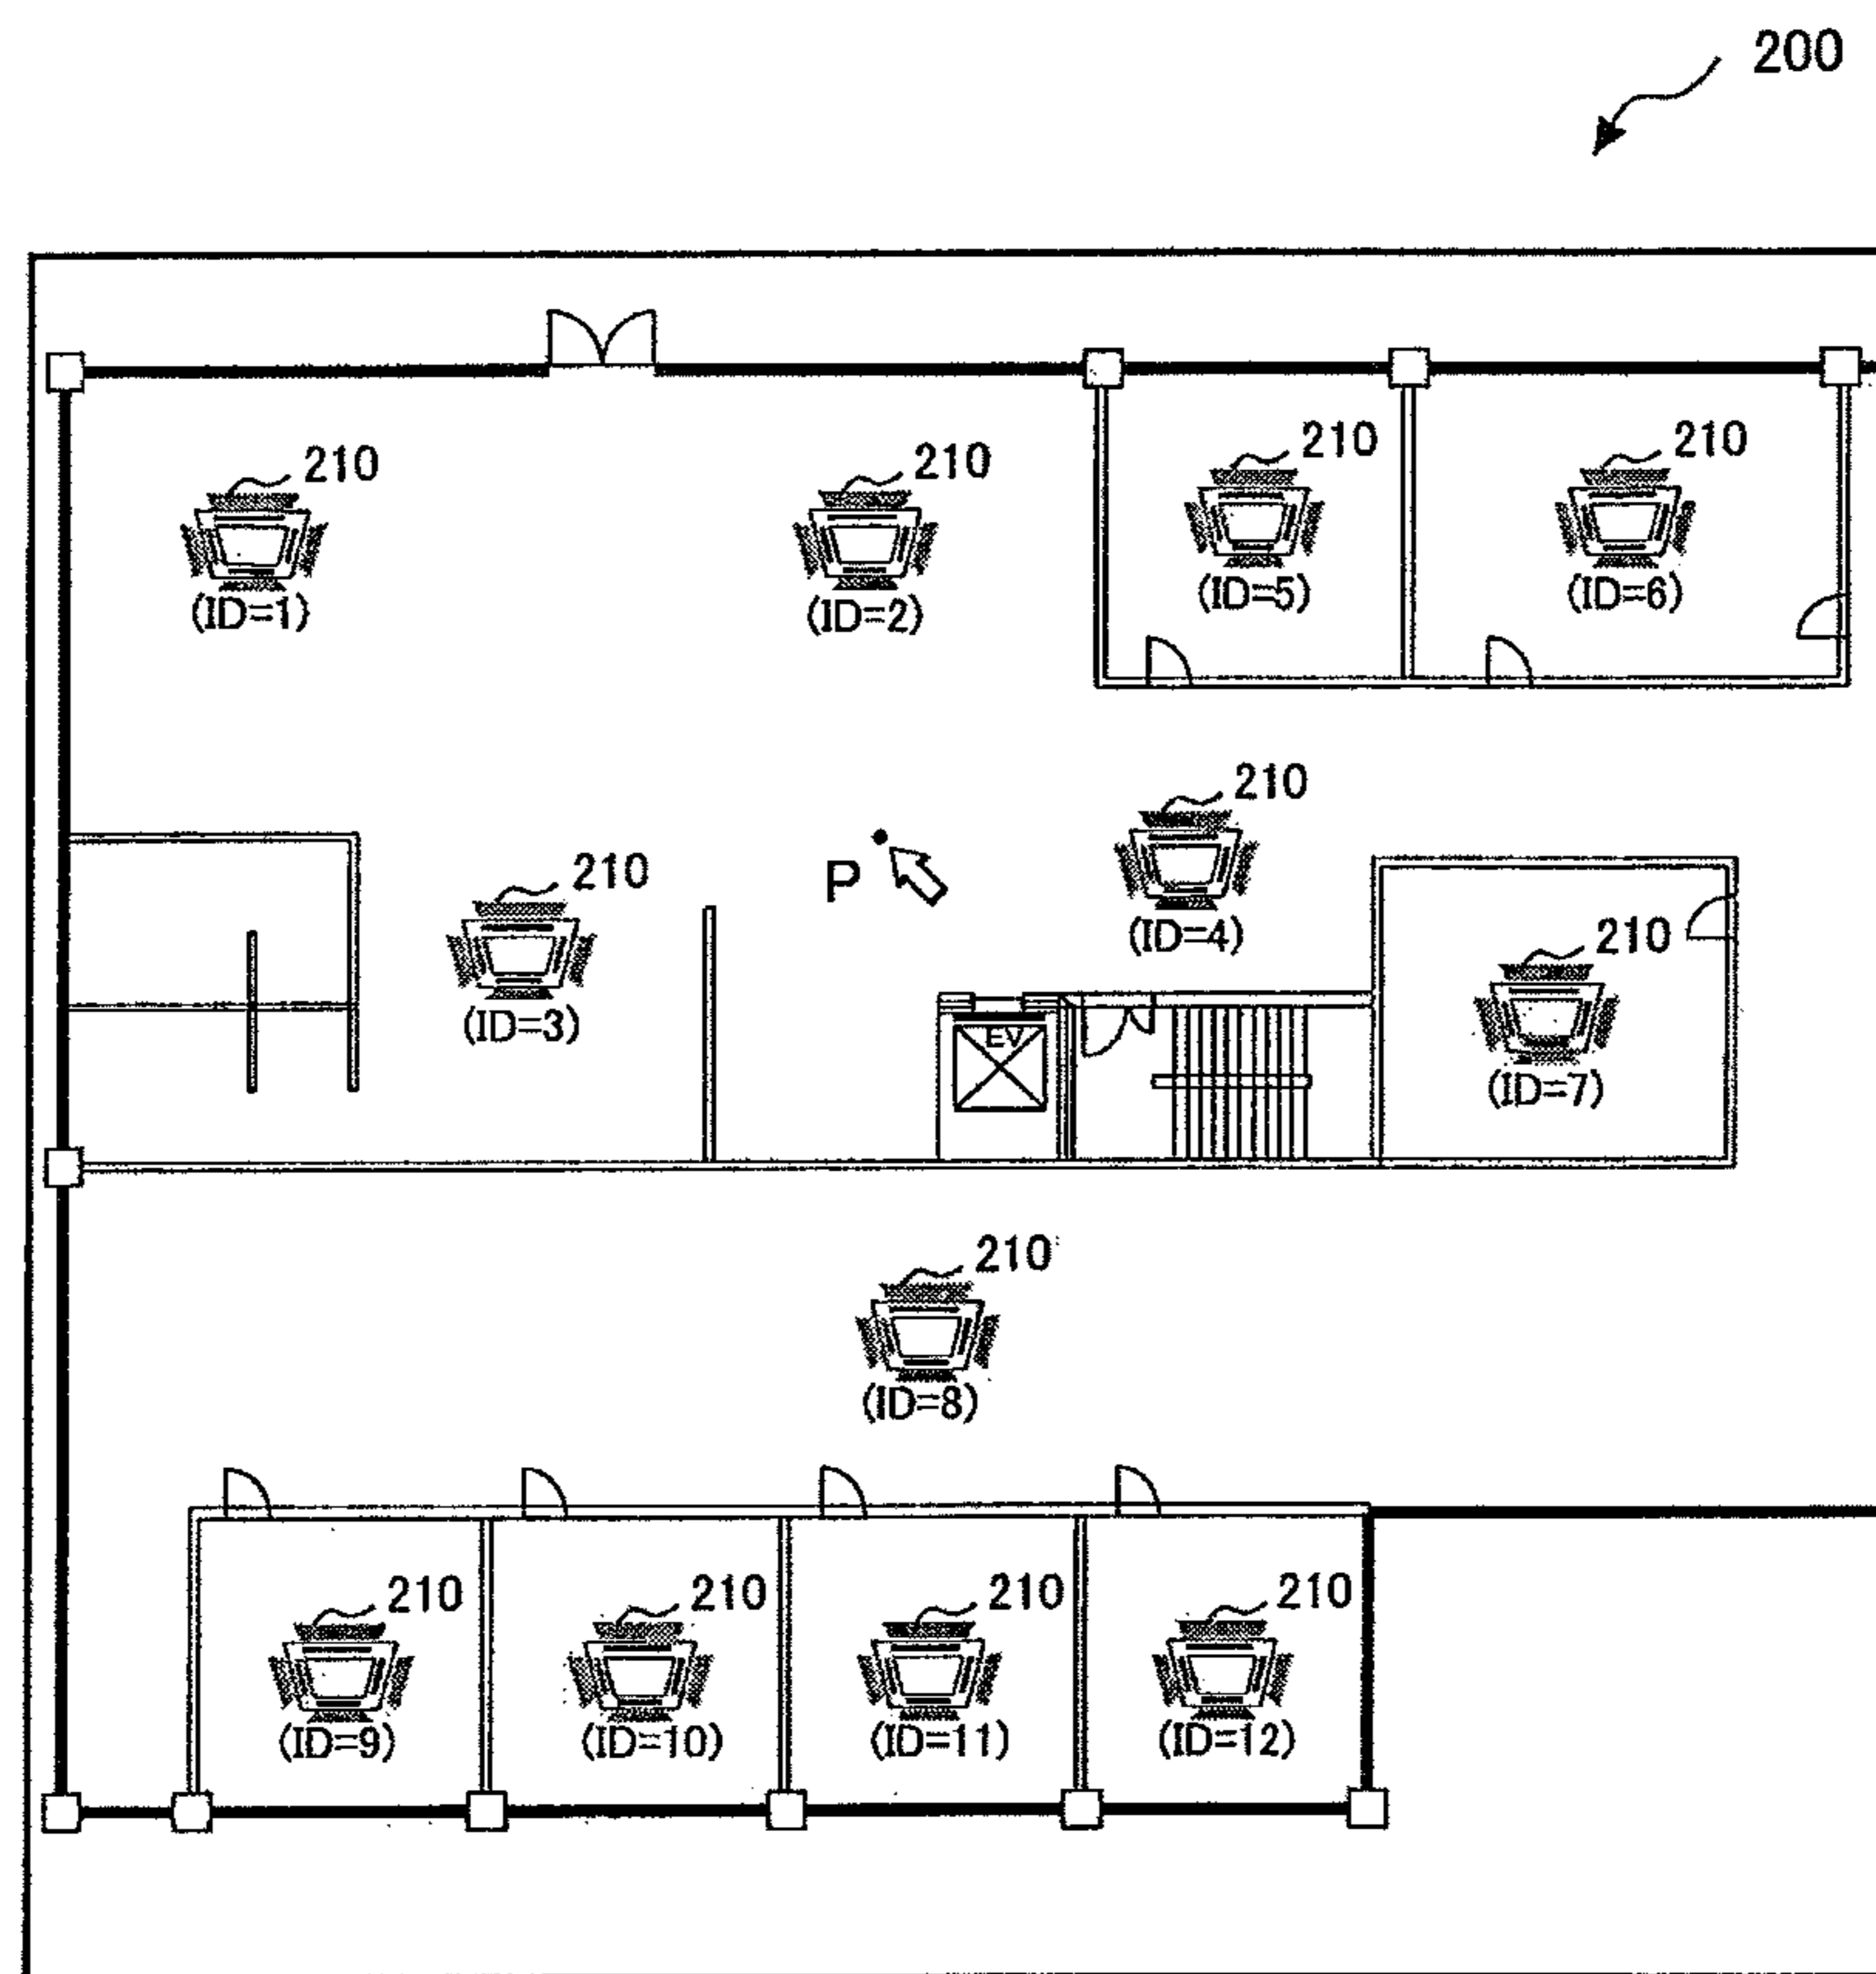 200
210
(ID=1)
210
(ID=2)
210
(ID=5)
210
(ID=6)
210
(ID=3)
P
210
(ID=4)
EV
210
(ID=7)
210
(ID=8)
210
(ID=9)
210
(ID=10)
210
(ID=11)
210
(ID=12)